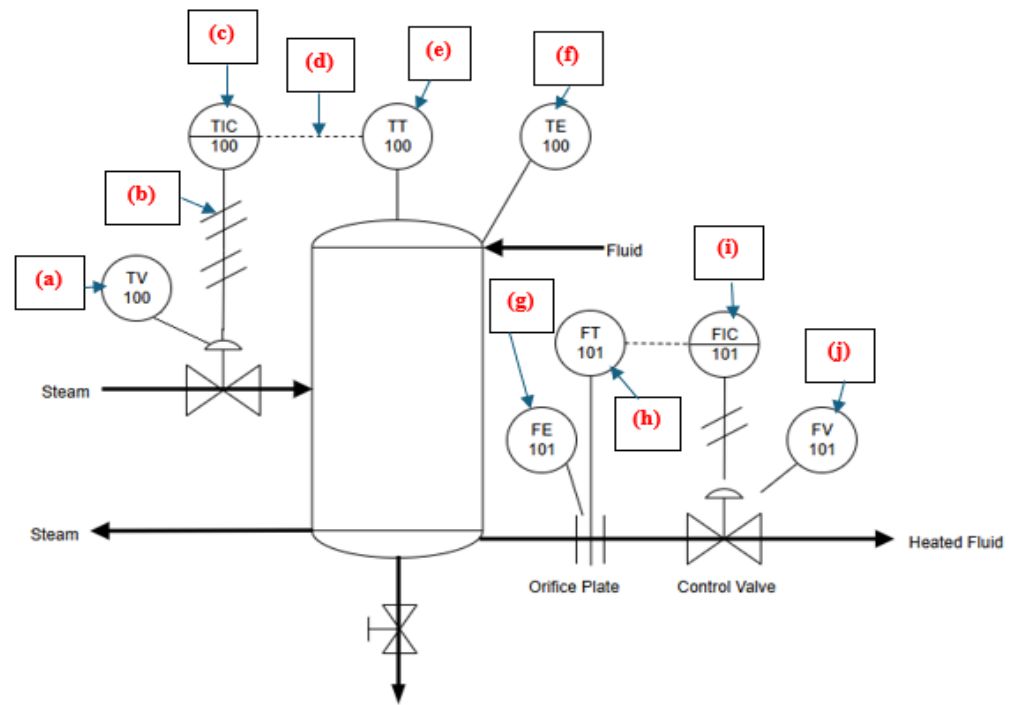 (c)
(d)
(e)
(f)
TIC
100
TT
100
TE
100
(b)
(a)
TV
100
Fluid
(i)
(g)
FT
101
FIC
101
(j)
Steam
(h)
FE
101
FV
101
Steam
Heated Fluid
Orifice Plate
Control Valve